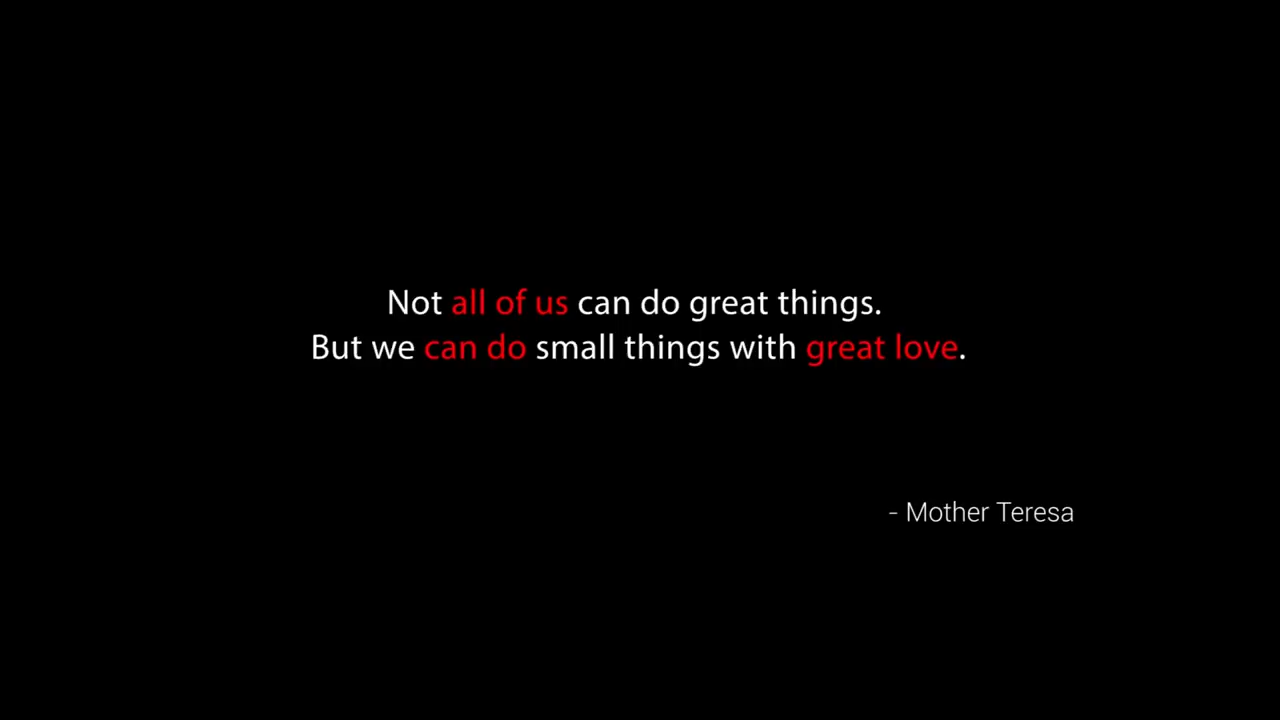 Not all of us can do great things.
But we can do small things with great love.
- Mother Teresa